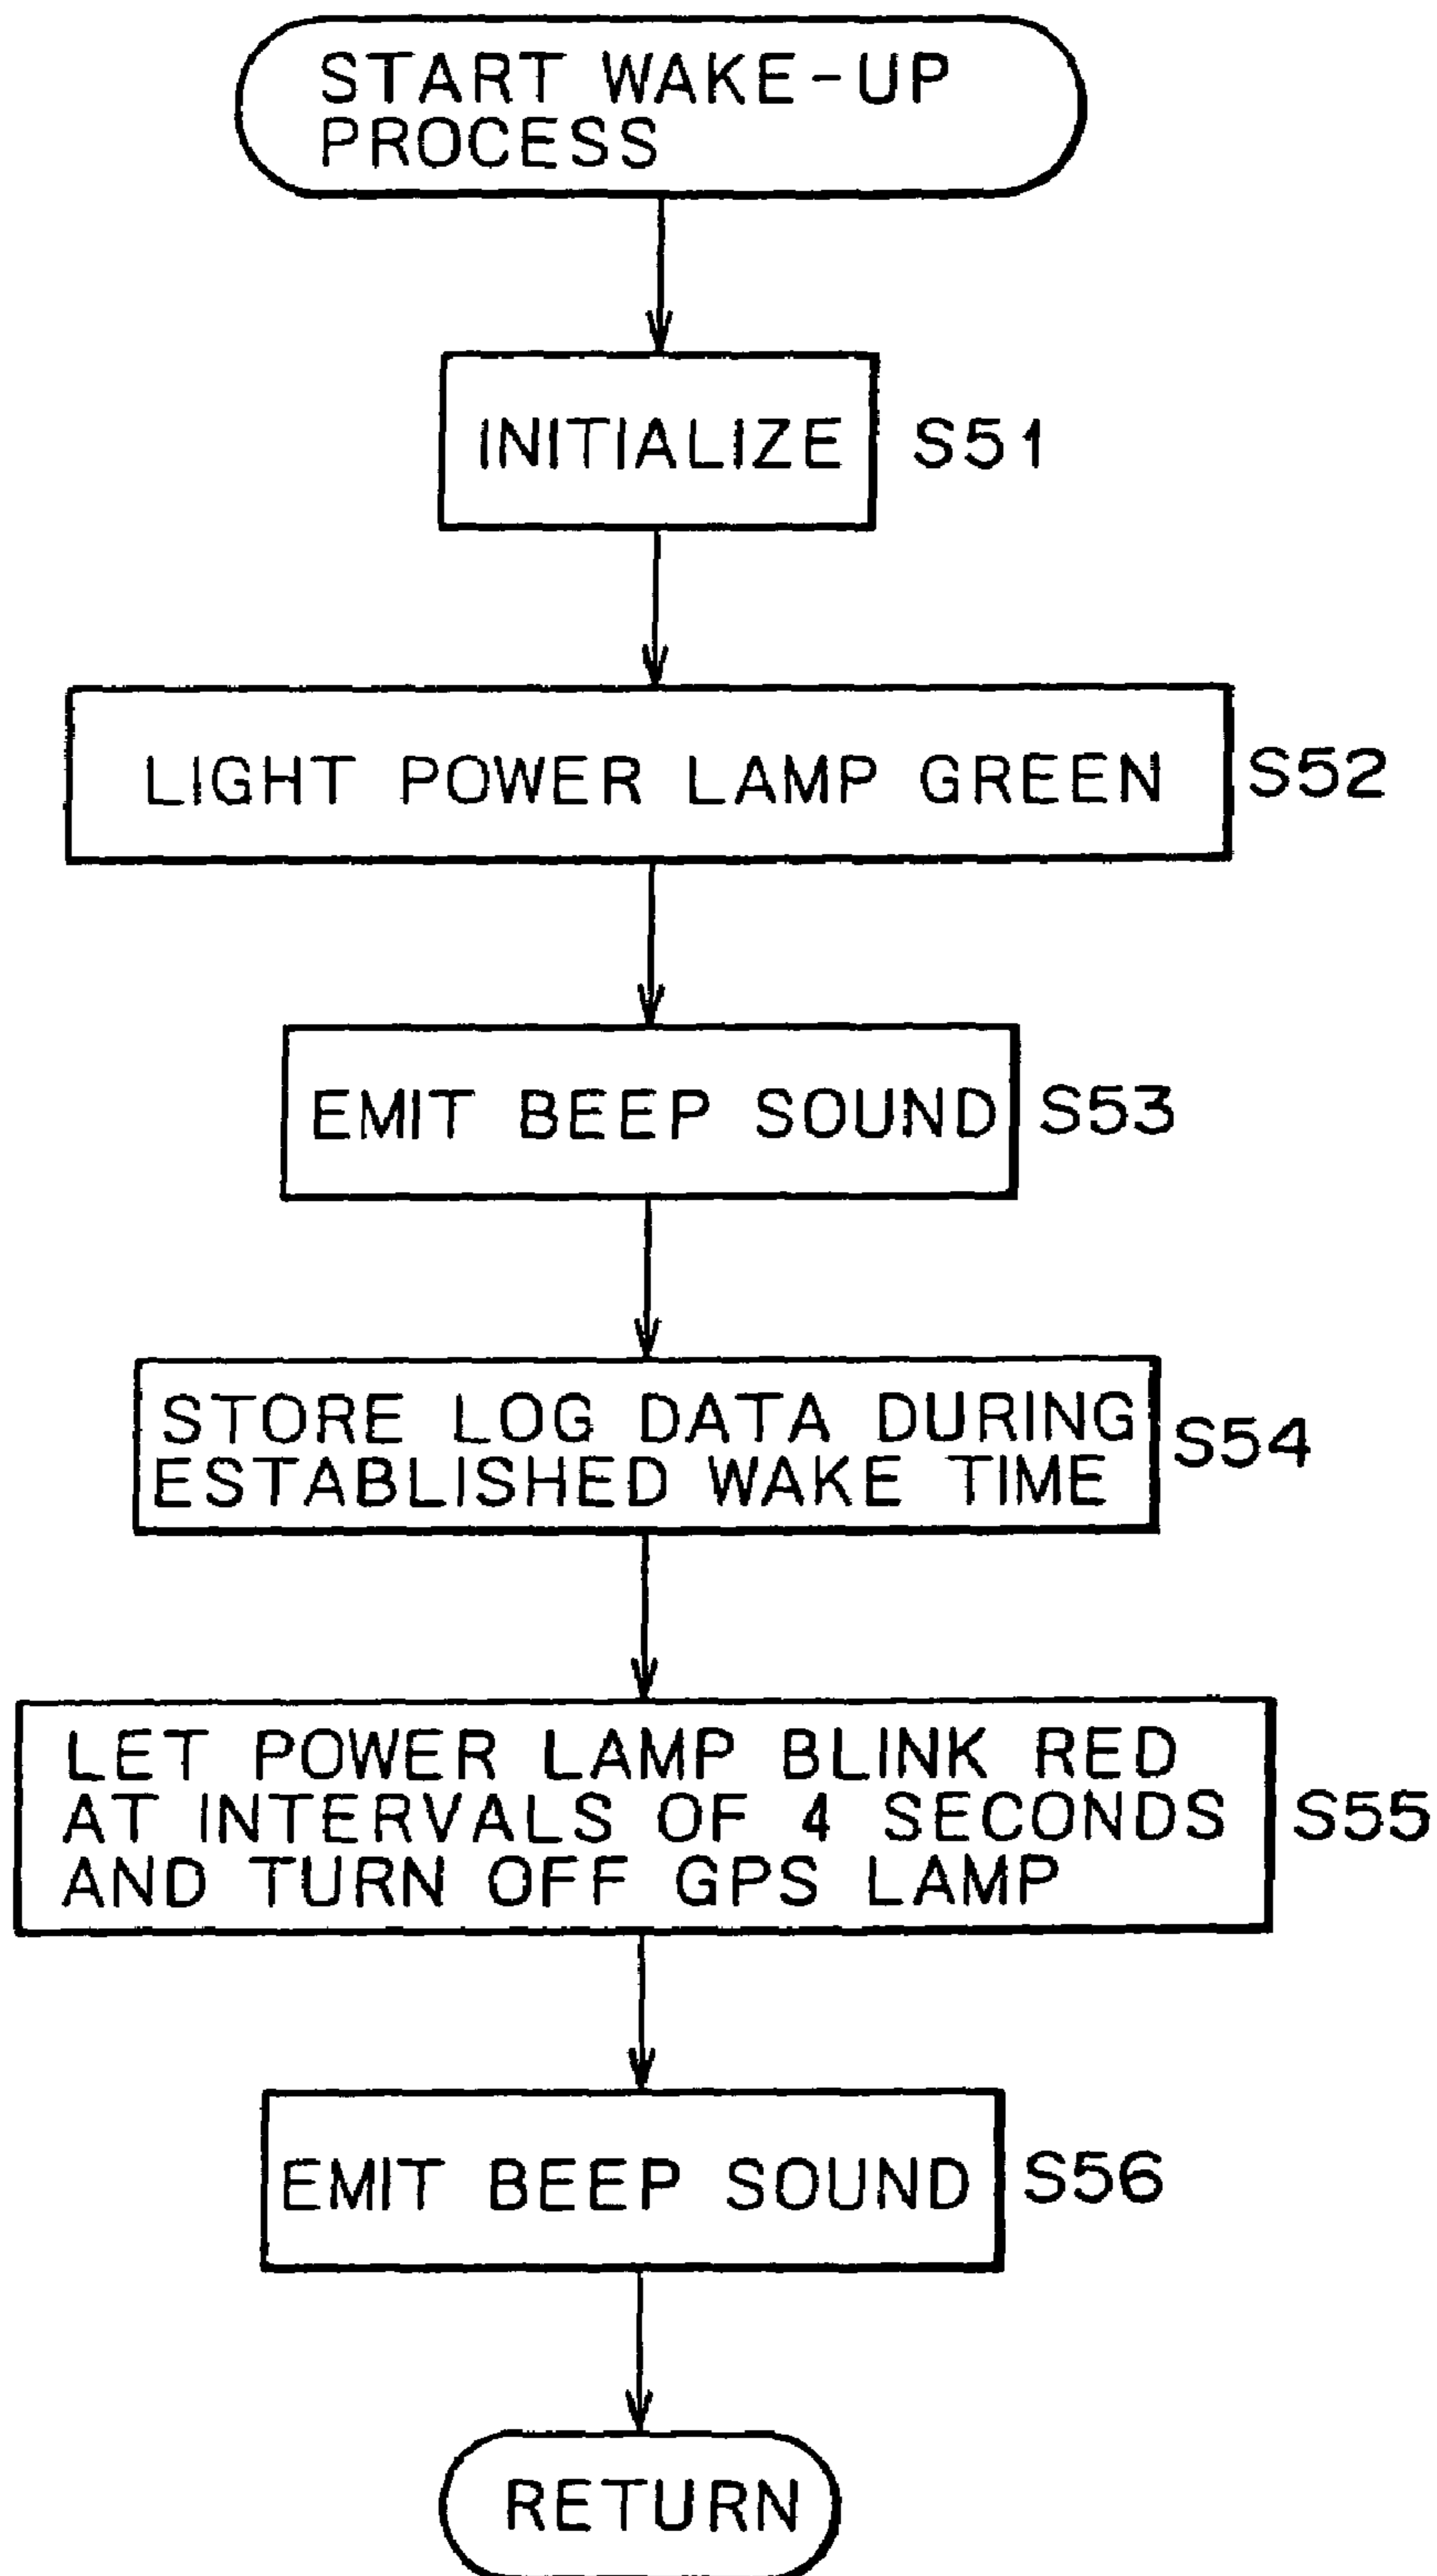 START WAKE-UP
PROCESS
INITIALIZE S51
LIGHT POWER LAMP GREEN S52
EMIT BEEP SOUND S53
STORE LOG DATA DURING
ESTABLISHED WAKE TIME
S54
LET POWER LAMP BLINK RED
AT INTERVALS OF 4 SECONDS
AND TURN OFF GPS LAMP
S55
EMIT BEEP SOUND S56
RETURN